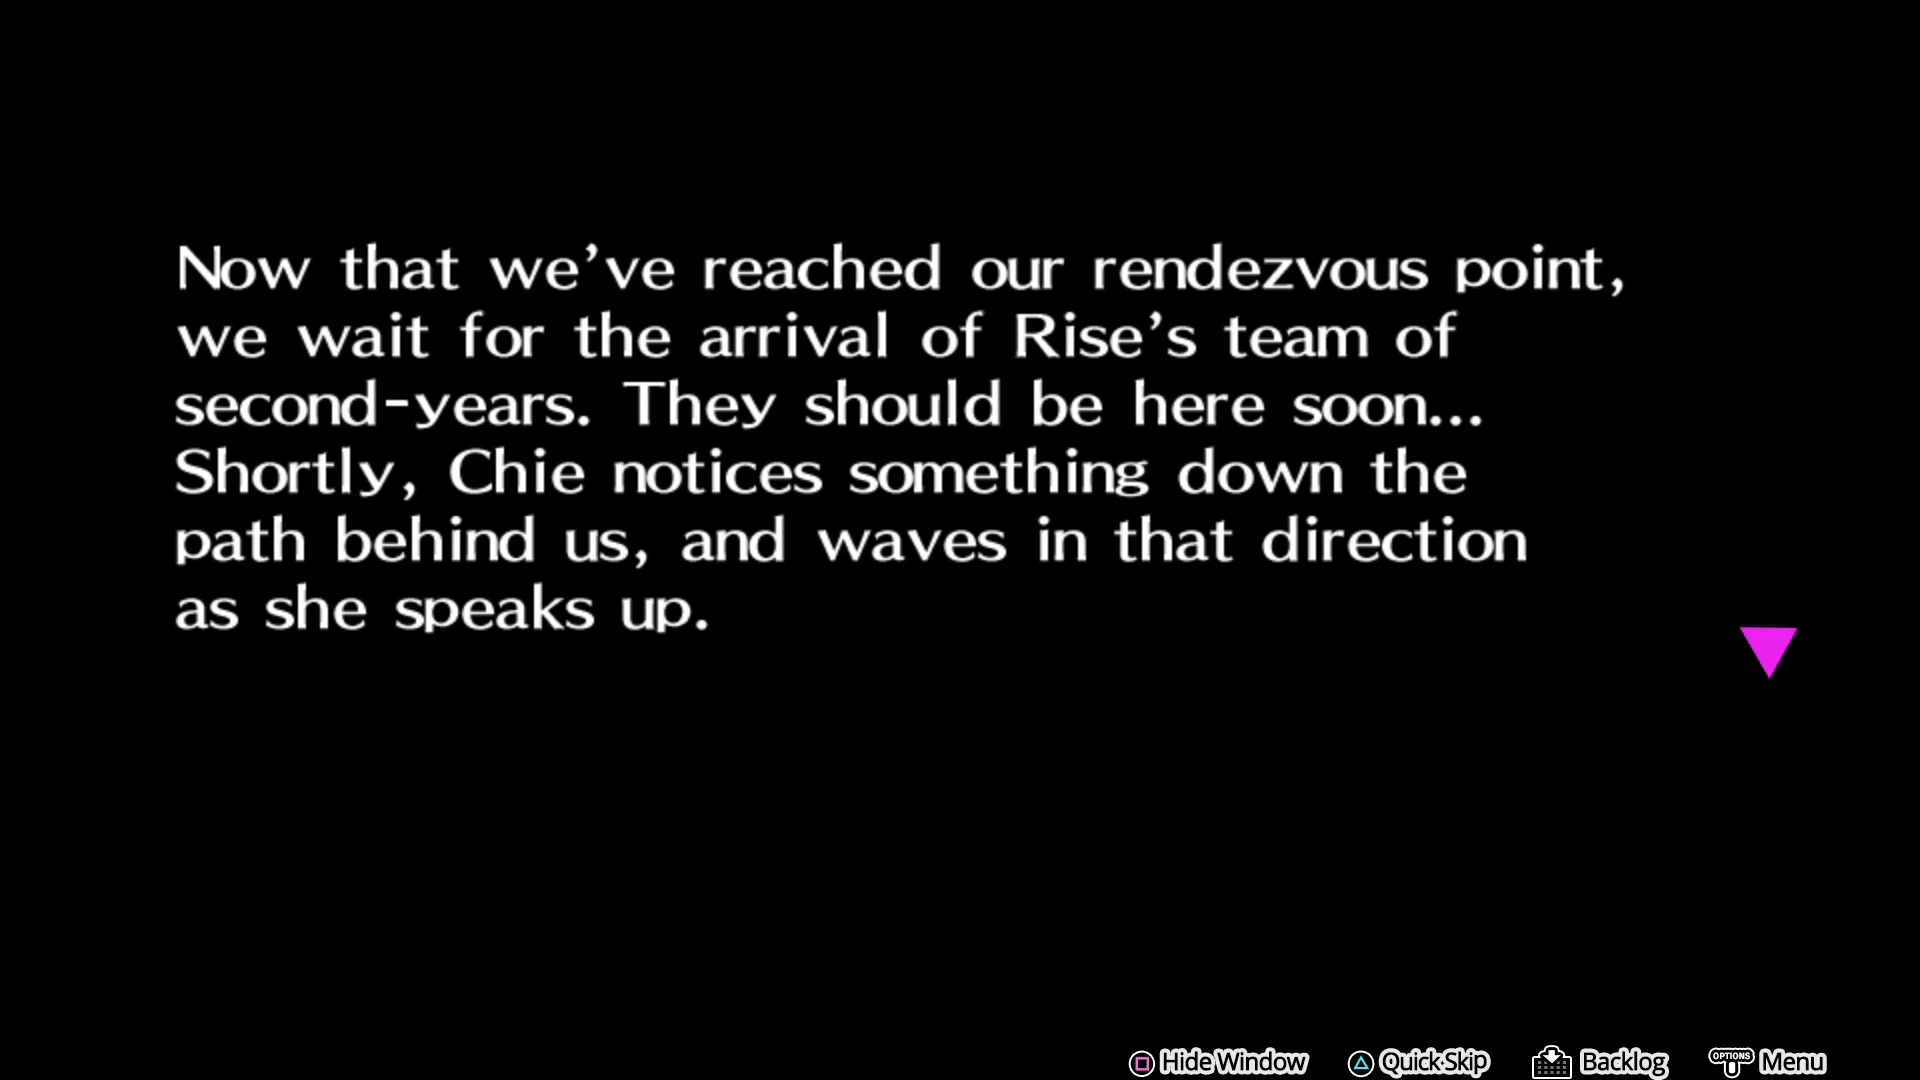 Now that we've reached our rendezvous point,
we wait for the arrival of Rise's team of
second-years. They should be here soon...
Shortly, Chie notices something down the
path behind us, and waves in that direction
as she speaks up.
Hide Window Quick Skip Backlog OPTIONS Menu